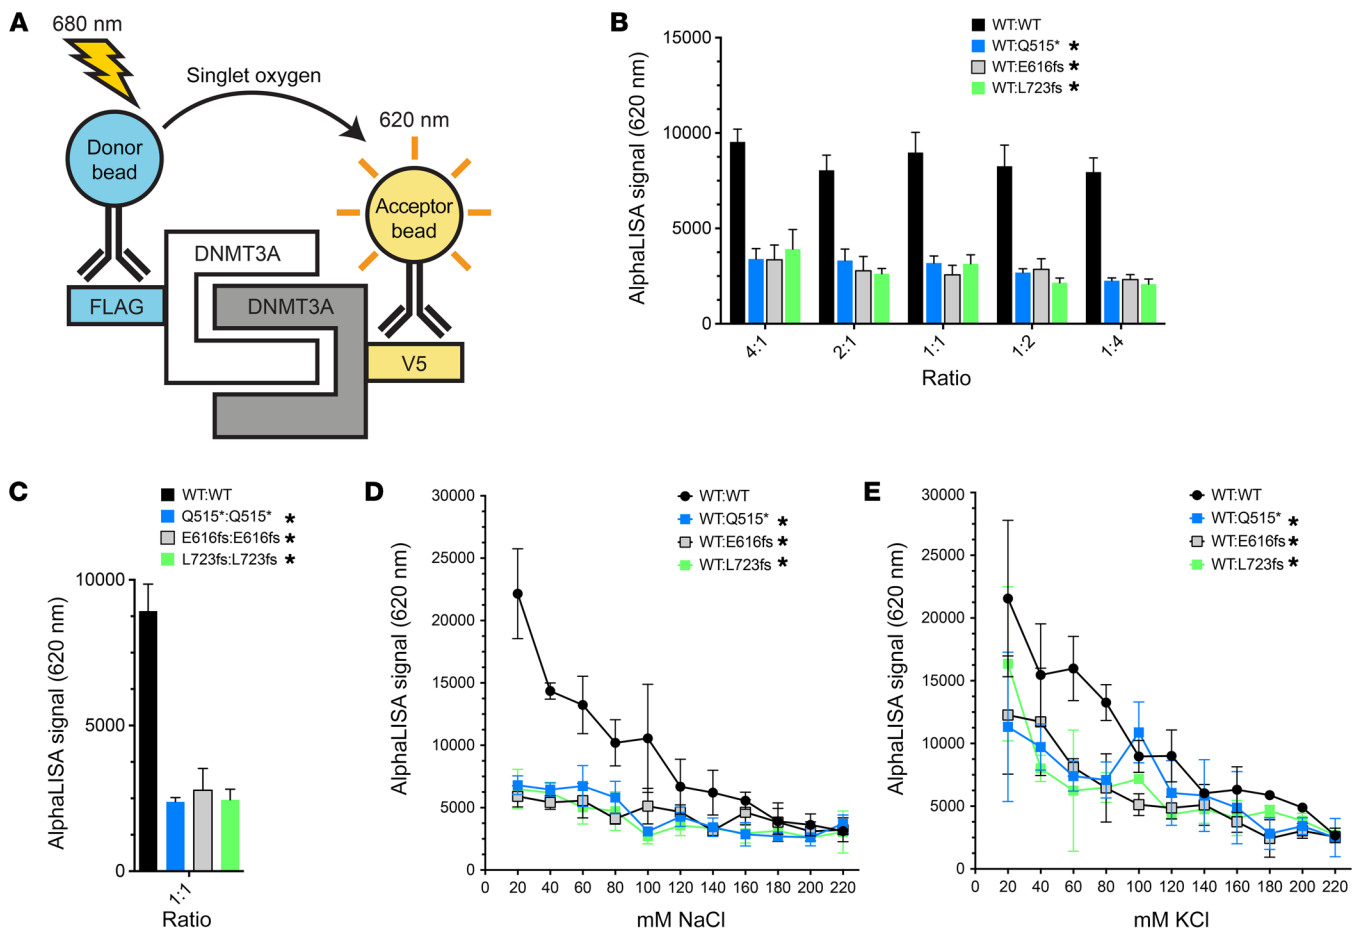 A
680 nm
Singlet oxygen
620 nm
Donor
bead
Acceptor
bead
DNMT3A
DNMT3A
FLAG
V5
B
WT:WT
WT:Q515* *
WT:E616fs *
WT:L723fs *
AlphaLISA signal (620 nm)
15000
10000
5000
0
4:1
2:1
1:1
1:2
1:4
Ratio
C
WT:WT
Q515*:Q515* *
E616fs:E616fs *
L723fs:L723fs *
AlphaLISA signal (620 nm)
10000
5000
0
1:1
Ratio
D
WT:WT
WT:Q515* *
WT:E616fs *
WT:L723fs *
AlphaLISA signal (620 nm)
30000
25000
20000
15000
10000
5000
0
0 20 40 60 80 100 120 140 160 180 200 220
mM NaCl
E
WT:WT
WT:Q515* *
WT:E616fs *
WT:L723fs *
AlphaLISA signal (620 nm)
30000
25000
20000
15000
10000
5000
0
0 20 40 60 80 100 120 140 160 180 200 220
mM KCl